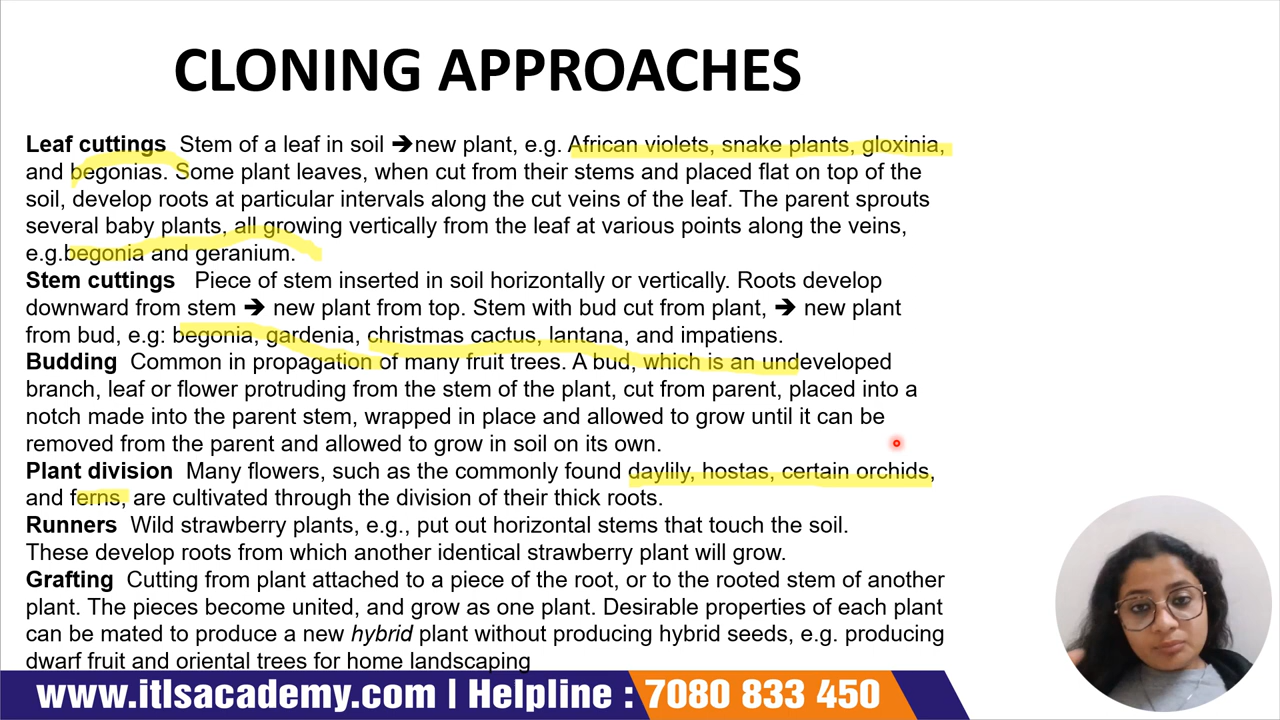 CLONING APPROACHES
Leaf cuttings Stem of a leaf in soil ➔new plant, e.g. African violets, snake plants, gloxinia,
and begonias. Some plant leaves, when cut from their stems and placed flat on top of the
soil, develop roots at particular intervals along the cut veins of the leaf. The parent sprouts
several baby plants, all growing vertically from the leaf at various points along the veins,
e.g.begonia and geranium.
Stem cuttings Piece of stem inserted in soil horizontally or vertically. Roots develop
downward from stem ➔ new plant from top. Stem with bud cut from plant, ➔ new plant
from bud, e.g: begonia, gardenia, christmas cactus, lantana, and impatiens.
Budding Common in propagation of many fruit trees. A bud, which is an undeveloped
branch, leaf or flower protruding from the stem of the plant, cut from parent, placed into a
notch made into the parent stem, wrapped in place and allowed to grow until it can be
removed from the parent and allowed to grow in soil on its own.
Plant division Many flowers, such as the commonly found daylily, hostas, certain orchids,
and ferns, are cultivated through the division of their thick roots.
Runners Wild strawberry plants, e.g., put out horizontal stems that touch the soil.
These develop roots from which another identical strawberry plant will grow.
Grafting Cutting from plant attached to a piece of the root, or to the rooted stem of another
plant. The pieces become united, and grow as one plant. Desirable properties of each plant
can be mated to produce a new hybrid plant without producing hybrid seeds, e.g. producing
dwarf fruit and oriental trees for home landscaping
www.itlsacademy.com | Helpline : 7080 833 450